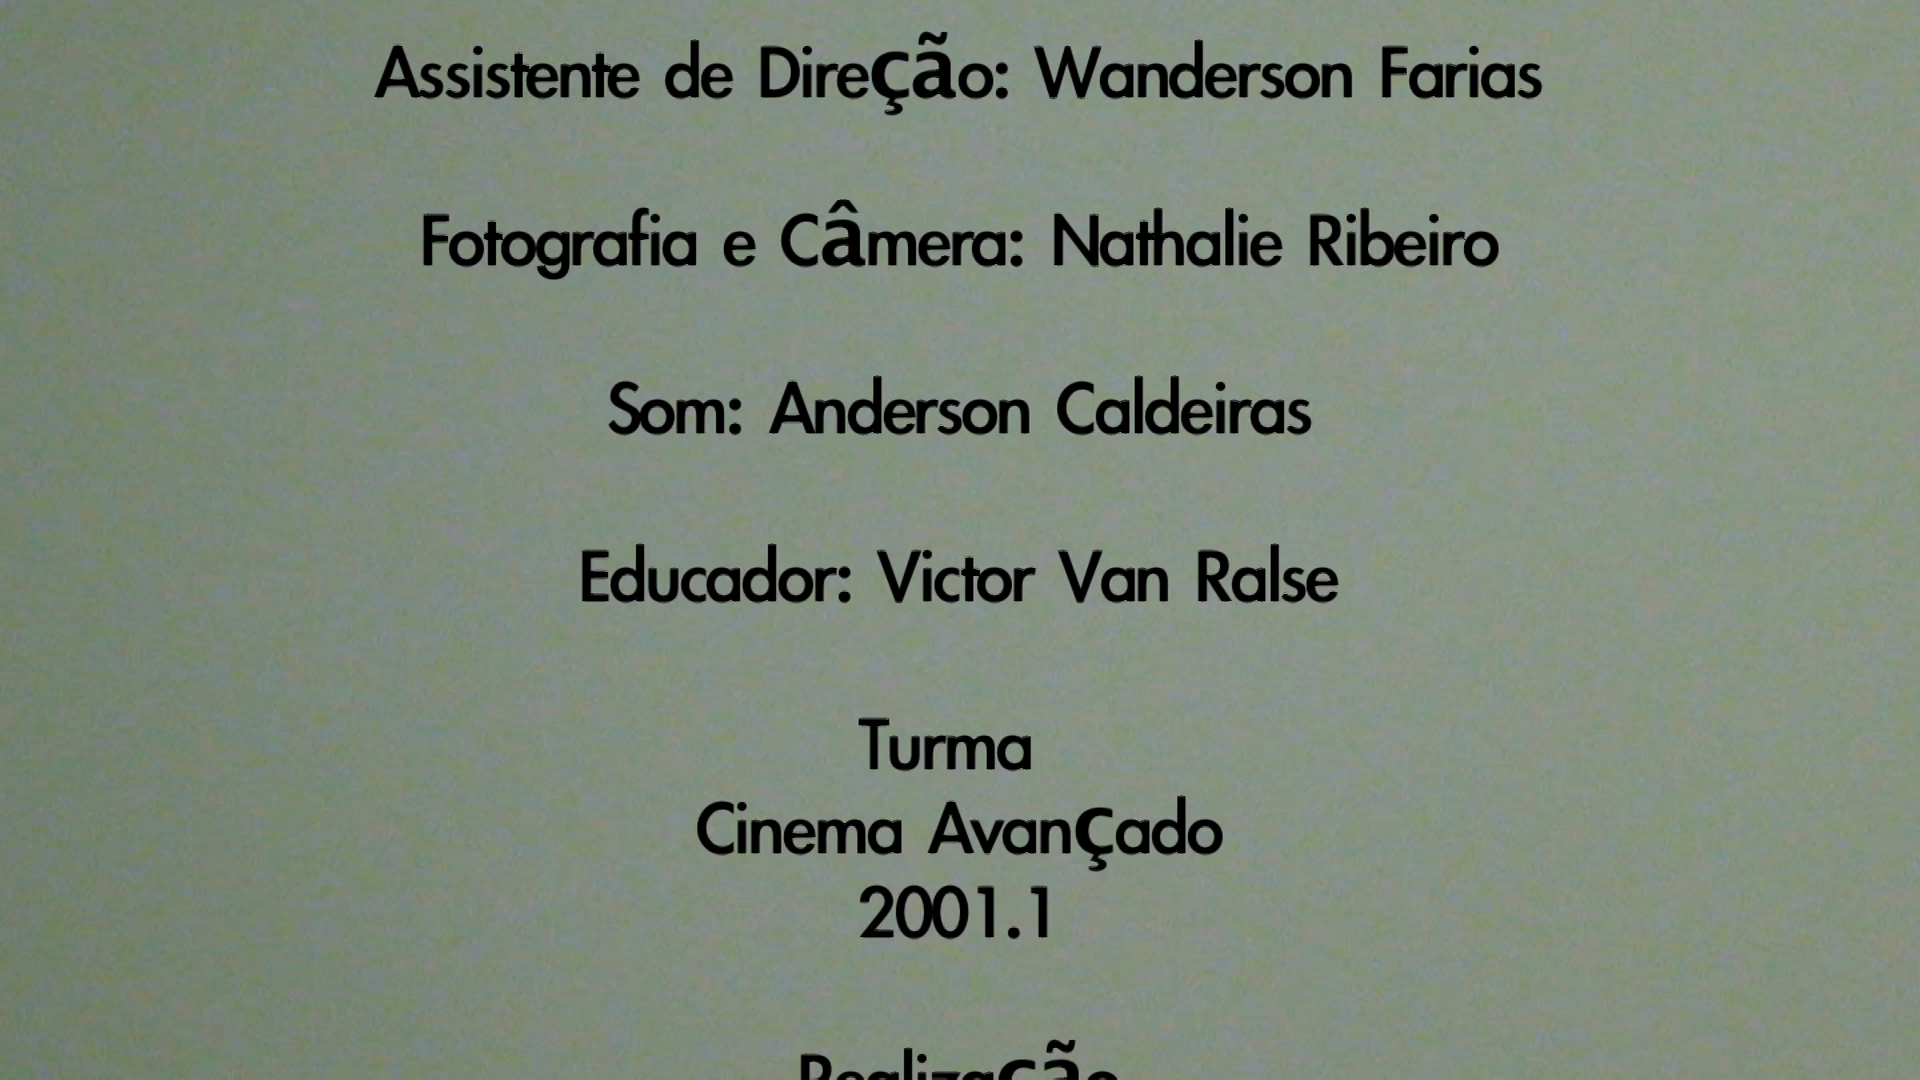 Assistente de Direção: Wanderson Farias
Fotografia e Câmera: Nathalie Ribeiro
Som: Anderson Caldeiras
Educador: Victor Van Ralse
Turma
Cinema Avançado
2001.1
Realização